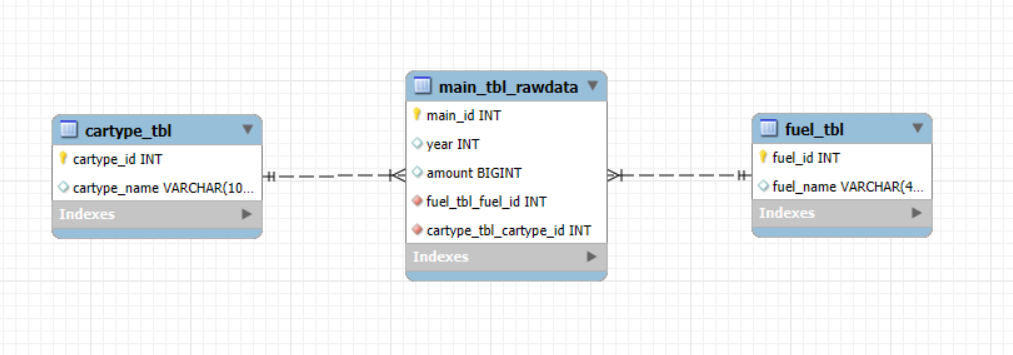 cartype_tbl
cartype_id INT
cartype_name VARCHAR(10...
Indexes
main_tbl_rawdata
main_id INT
year INT
amount BIGINT
fuel_tbl_fuel_id INT
cartype_tbl_cartype_id INT
Indexes
fuel_tbl
fuel_id INT
fuel_name VARCHAR(4...
Indexes